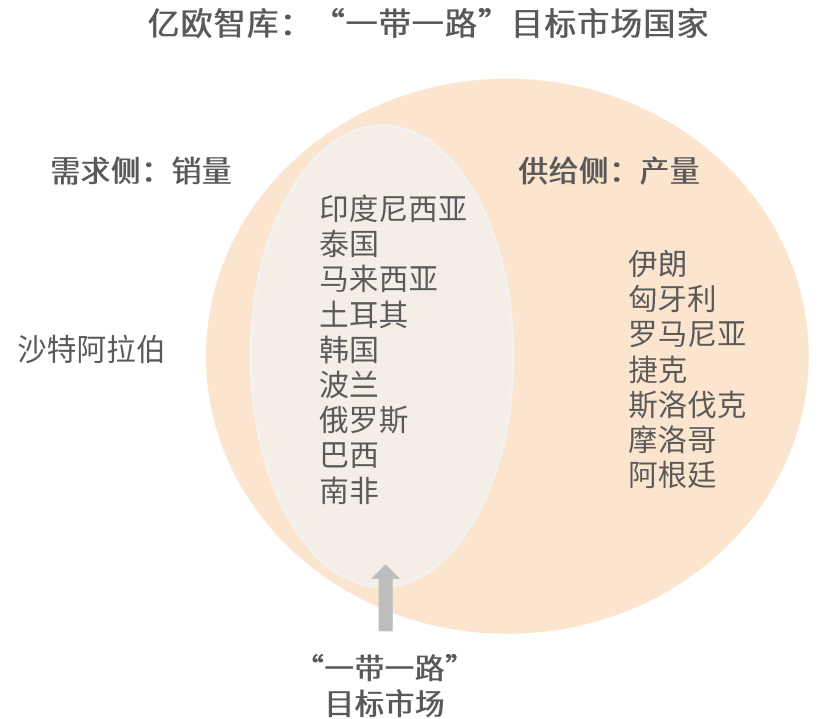 亿欧智库：“一带一路”目标市场国家
需求侧：销量
供给侧：产量
沙特阿拉伯
印度尼西亚
泰国
马来西亚
土耳其
韩国
波兰
俄罗斯
巴西
南非
伊朗
匈牙利
罗马尼亚
捷克
斯洛伐克
摩洛哥
阿根廷
“一带一路”
目标市场